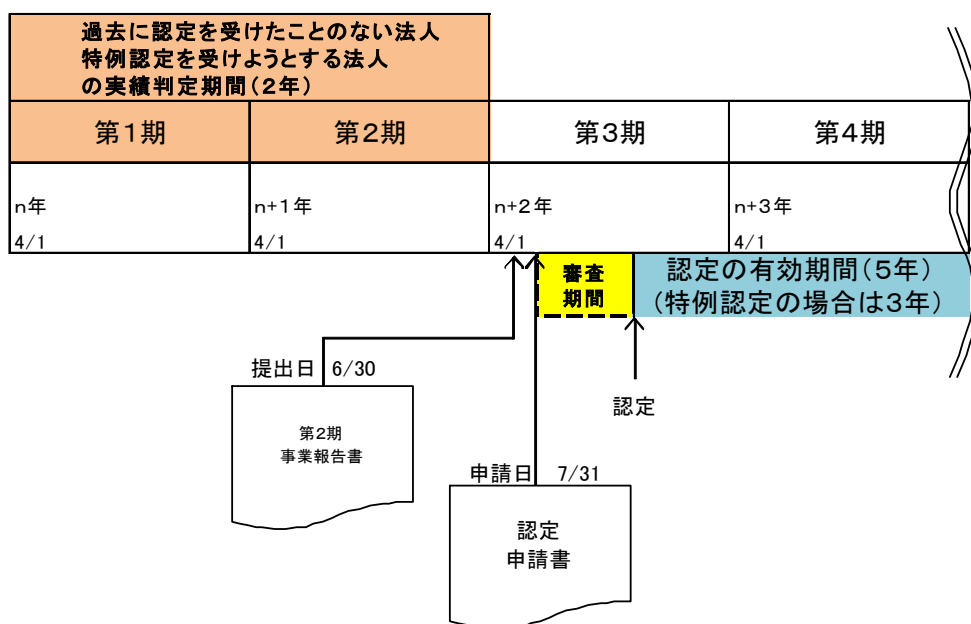 過去に認定を受けたことのない法人
特例認定を受けようとする法人
の実績判定期間(2年)
第1期
第2期
第3期
第4期
n年
n+1年
n+2年
n+3年
4/1
4/1
4/1
4/1
審査
期間
認定の有効期間(5年)
(特例認定の場合は3年)
提出日 6/30
認定
第2期
事業報告書
申請日 7/31
認定
申請書